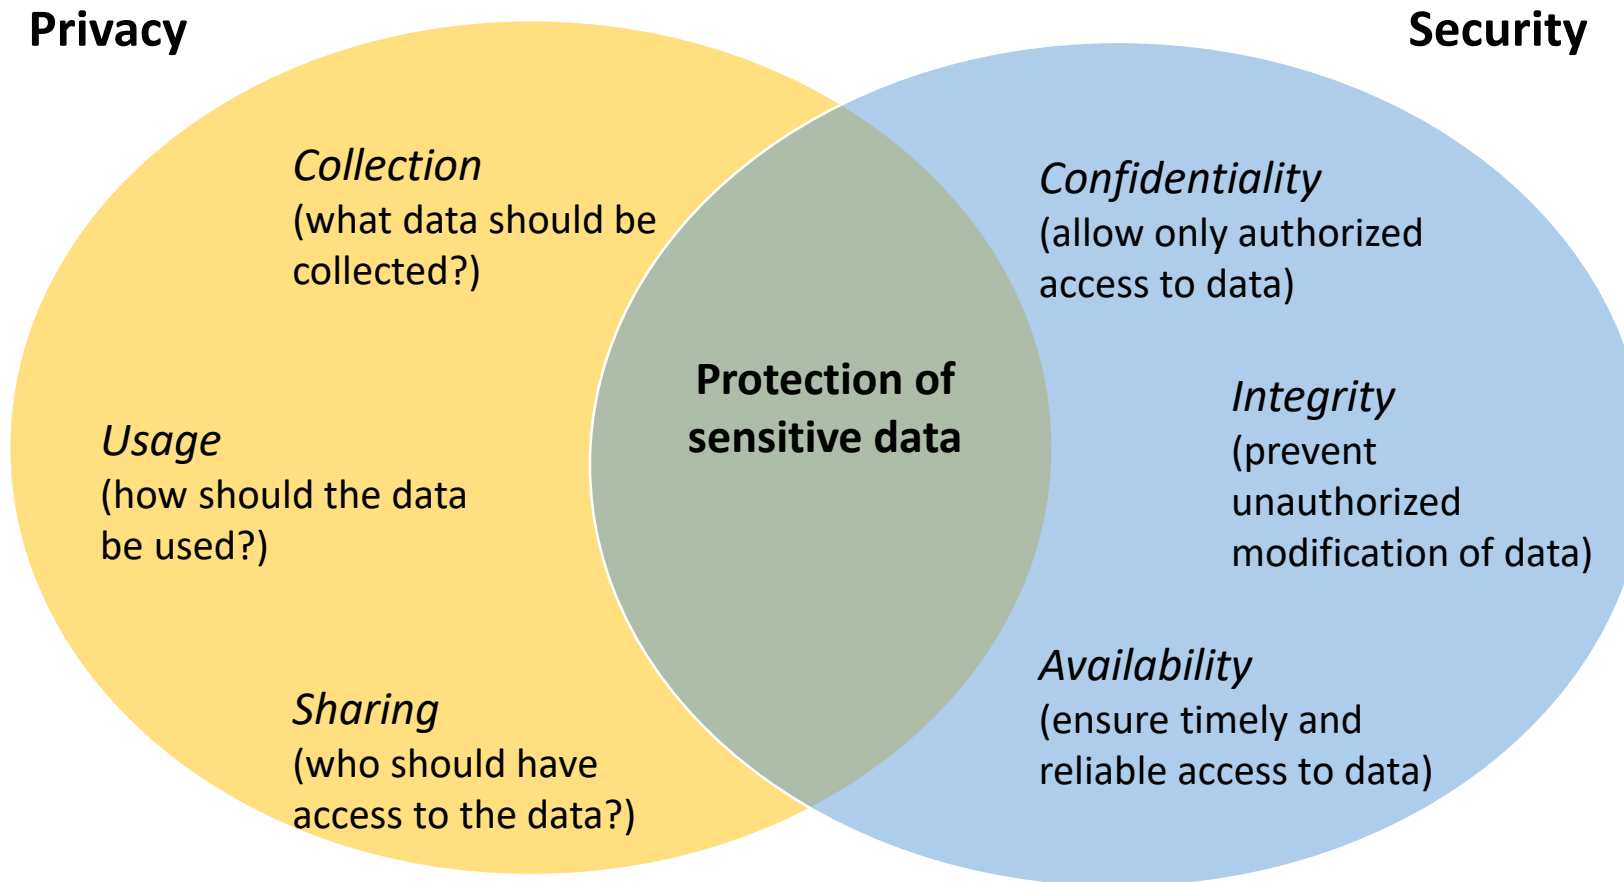 Privacy
Security
Collection
(what data should be
collected?)
Usage
(how should the data
be used?)
Sharing
(who should have
access to the data?)
Protection of
sensitive data
Confidentiality
(allow only authorized
access to data)
Integrity
(prevent
unauthorized
modification of data)
Availability
(ensure timely and
reliable access to data)